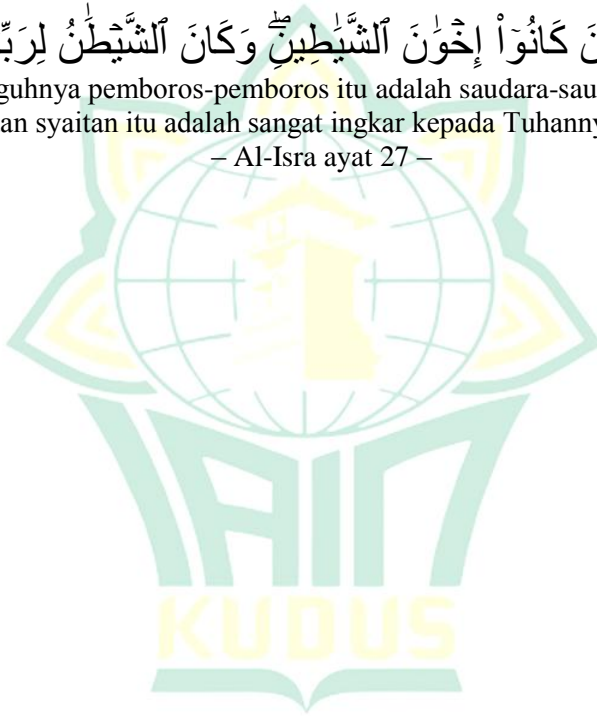 كَانُوٓاْ إِخۡوَٰنَ ٱلشَّيَٰطِينِۖ وَكَانَ ٱلشَّيۡطَٰنُ لِرَبِّ
guhnya pemboros-pemboros itu adalah saudara-sau
an syaitan itu adalah sangat ingkar kepada Tuhanny
– Al-Isra ayat 27 –
IAIN
KUDUS